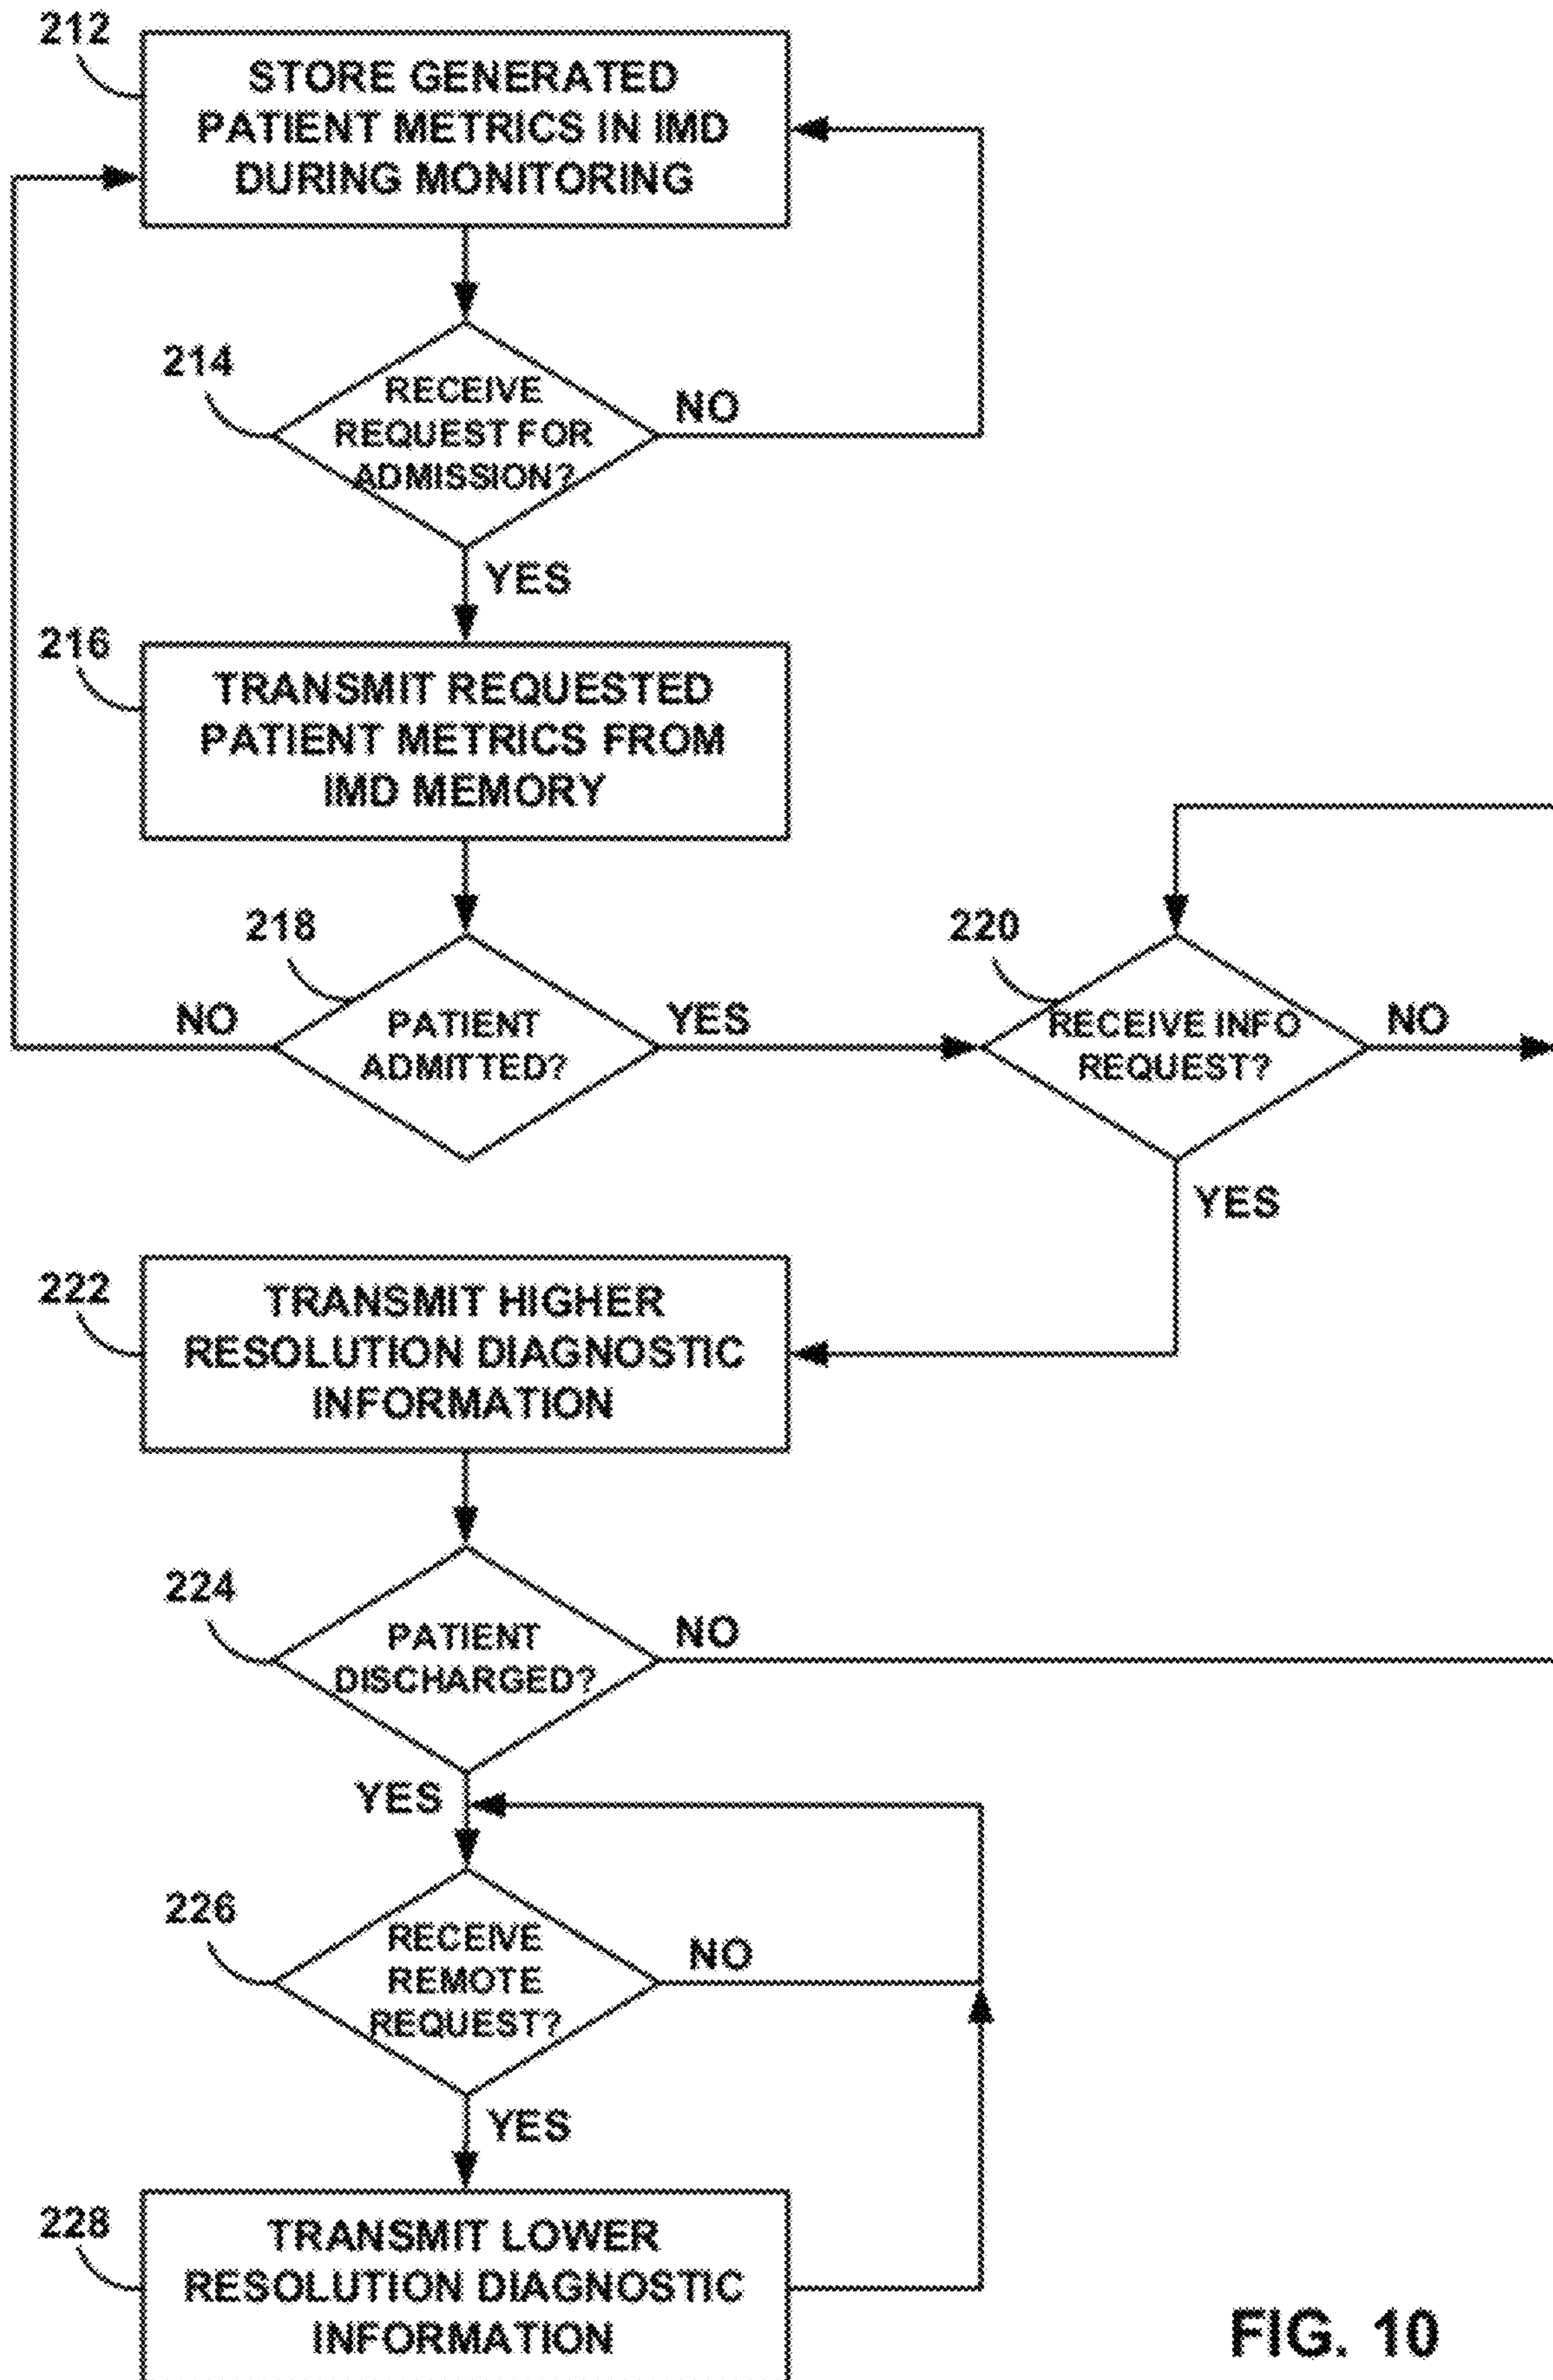 212
STORE GENERATED
PATIENT METRICS IN IMD
DURING MONITORING
214
RECEIVE
REQUEST FOR
ADMISSION?
NO
YES
216
TRANSMIT REQUESTED
PATIENT METRICS FROM
IMD MEMORY
218
PATIENT
ADMITTED?
NO
YES
220
RECEIVE INFO
REQUEST?
NO
YES
222
TRANSMIT HIGHER
RESOLUTION DIAGNOSTIC
INFORMATION
224
PATIENT
DISCHARGED?
NO
YES
226
RECEIVE
REMOTE
REQUEST?
NO
YES
228
TRANSMIT LOWER
RESOLUTION DIAGNOSTIC
INFORMATION
FIG. 10